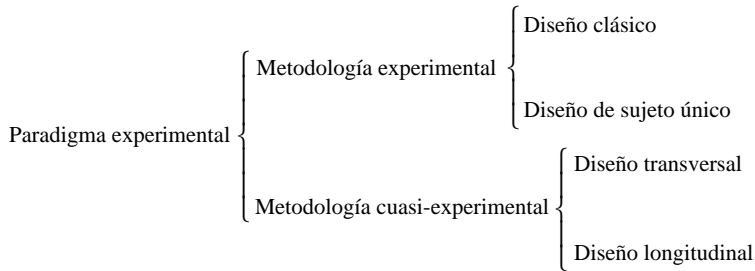 Diseño clásico
Metodología experimental
Diseño de sujeto único
Paradigma experimental
Diseño transversal
Metodología cuasi-experimental
Diseño longitudinal